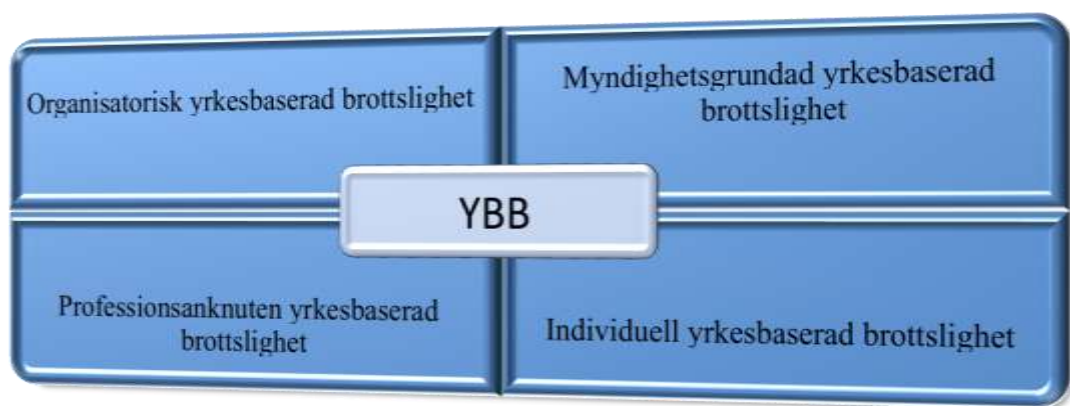 Organisatorisk yrkesbaserad brottslighet
Myndighetsgrundad yrkesbaserad
brottslighet
YBB
Professionsanknuten yrkesbaserad
brottslighet
Individuell yrkesbaserad brottslighet